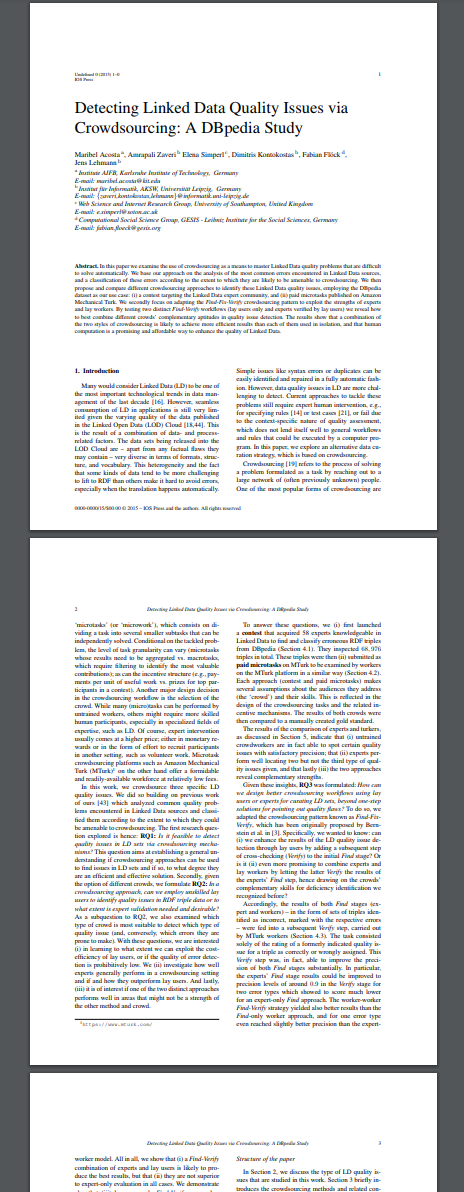 Undefined 0 (2015) 1–0
IOS Press
1
Detecting Linked Data Quality Issues via
Crowdsourcing: A DBpedia Study
Maribel Acosta a, Amrapali Zaveri b Elena Simperl c, Dimitris Kontokostas b, Fabian Flöck d,
Jens Lehmann b
a Institute AIFB, Karlsruhe Institute of Technology, Germany
E-mail: maribel.acosta@kit.edu
b Institut für Informatik, AKSW, Universität Leipzig, Germany
E-mail: {zaveri,kontokostas,lehmann}@informatik.uni-leipzig.de
c Web Science and Internet Research Group, University of Southampton, United Kingdom
E-mail: e.simperl@soton.ac.uk
d Computational Social Science Group, GESIS - Leibniz Institute for the Social Sciences, Germany
E-mail: fabian.floeck@gesis.org
Abstract. In this paper we examine the use of crowdsourcing as a means to master Linked Data quality problems that are difficult
to solve automatically. We base our approach on the analysis of the most common errors encountered in Linked Data sources,
and a classification of these errors according to the extent to which they are likely to be amenable to crowdsourcing. We then
propose and compare different crowdsourcing approaches to identify these Linked Data quality issues, employing the DBpedia
dataset as our use case: (i) a contest targeting the Linked Data expert community, and (ii) paid microtasks published on Amazon
Mechanical Turk. We secondly focus on adapting the Find-Fix-Verify crowdsourcing pattern to exploit the strengths of experts
and lay workers. By testing two distinct Find-Verify workflows (lay users only and experts verified by lay users) we reveal how
to best combine different crowds' complementary aptitudes in quality issue detection. The results show that a combination of
the two styles of crowdsourcing is likely to achieve more efficient results than each of them used in isolation, and that human
computation is a promising and affordable way to enhance the quality of Linked Data.
1. Introduction
Many would consider Linked Data (LD) to be one of
the most important technological trends in data man-
agement of the last decade [16]. However, seamless
consumption of LD in applications is still very lim-
ited given the varying quality of the data published
in the Linked Open Data (LOD) Cloud [18,44]. This
is the result of a combination of data- and process-
related factors. The data sets being released into the
LOD Cloud are – apart from any factual flaws they
may contain – very diverse in terms of formats, struc-
ture, and vocabulary. This heterogeneity and the fact
that some kinds of data tend to be more challenging
to lift to RDF than others make it hard to avoid errors,
especially when the translation happens automatically.
Simple issues like syntax errors or duplicates can be
easily identified and repaired in a fully automatic fash-
ion. However, data quality issues in LD are more chal-
lenging to detect. Current approaches to tackle these
problems still require expert human intervention, e.g.,
for specifying rules [14] or test cases [21], or fail due
to the context-specific nature of quality assessment,
which does not lend itself well to general workflows
and rules that could be executed by a computer pro-
gram. In this paper, we explore an alternative data cu-
ration strategy, which is based on crowdsourcing.
Crowdsourcing [19] refers to the process of solving
a problem formulated as a task by reaching out to a
large network of (often previously unknown) people.
One of the most popular forms of crowdsourcing are
0000-0000/15/$00.00 © 2015 – IOS Press and the authors. All rights reserved
2
Detecting Linked Data Quality Issues via Crowdsourcing: A DBpedia Study
'microtasks' (or 'microwork'), which consists on di-
viding a task into several smaller subtasks that can be
independently solved. Conditional on the tackled prob-
lem, the level of task granularity can vary (microtasks
whose results need to be aggregated vs. macrotasks,
which require filtering to identify the most valuable
contributions); as can the incentive structure (e.g., pay-
ments per unit of useful work vs. prizes for top par-
ticipants in a contest). Another major design decision
in the crowdsourcing workflow is the selection of the
crowd. While many (micro)tasks can be performed by
untrained workers, others might require more skilled
human participants, especially in specialized fields of
expertise, such as LD. Of course, expert intervention
usually comes at a higher price; either in monetary re-
wards or in the form of effort to recruit participants
in another setting, such as volunteer work. Microtask
crowdsourcing platforms such as Amazon Mechanical
Turk (MTurk)1 on the other hand offer a formidable
and readily-available workforce at relatively low fees.
In this work, we crowdsource three specific LD
quality issues. We did so building on previous work
of ours [43] which analyzed common quality prob-
lems encountered in Linked Data sources and classi-
fied them according to the extent to which they could
be amenable to crowdsourcing. The first research ques-
tion explored is hence: RQ1: Is it feasible to detect
quality issues in LD sets via crowdsourcing mecha-
nisms? This question aims at establishing a general un-
derstanding if crowdsourcing approaches can be used
to find issues in LD sets and if so, to what degree they
are an efficient and effective solution. Secondly, given
the option of different crowds, we formulate RQ2: In a
crowdsourcing approach, can we employ unskilled lay
users to identify quality issues in RDF triple data or to
what extent is expert validation needed and desirable?
As a subquestion to RQ2, we also examined which
type of crowd is most suitable to detect which type of
quality issue (and, conversely, which errors they are
prone to make). With these questions, we are interested
(i) in learning to what extent we can exploit the cost-
efficiency of lay users, or if the quality of error detec-
tion is prohibitively low. We (ii) investigate how well
experts generally perform in a crowdsourcing setting
and if and how they outperform lay users. And lastly,
(iii) it is of interest if one of the two distinct approaches
performs well in areas that might not be a strength of
the other method and crowd.
1https://www.mturk.com/
To answer these questions, we (i) first launched
a contest that acquired 58 experts knowledgeable in
Linked Data to find and classify erroneous RDF triples
from DBpedia (Section 4.1). They inspected 68,976
triples in total. These triples were then (ii) submitted as
paid microtasks on MTurk to be examined by workers
on the MTurk platform in a similar way (Section 4.2).
Each approach (contest and paid microtasks) makes
several assumptions about the audiences they address
(the 'crowd') and their skills. This is reflected in the
design of the crowdsourcing tasks and the related in-
centive mechanisms. The results of both crowds were
then compared to a manually created gold standard.
The results of the comparison of experts and turkers,
as discussed in Section 5, indicate that (i) untrained
crowdworkers are in fact able to spot certain quality
issues with satisfactory precision; that (ii) experts per-
form well locating two but not the third type of qual-
ity issues given, and that lastly (iii) the two approaches
reveal complementary strengths.
Given these insights, RQ3 was formulated: How can
we design better crowdsourcing workflows using lay
users or experts for curating LD sets, beyond one-step
solutions for pointing out quality flaws? To do so, we
adapted the crowdsourcing pattern known as Find-Fix-
Verify, which has been originally proposed by Bern-
stein et al. in [3]. Specifically, we wanted to know: can
(i) we enhance the results of the LD quality issue de-
tection through lay users by adding a subsequent step
of cross-checking (Verify) to the initial Find stage? Or
is it (ii) even more promising to combine experts and
lay workers by letting the latter Verify the results of
the experts' Find step, hence drawing on the crowds'
complementary skills for deficiency identification we
recognized before?
Accordingly, the results of both Find stages (ex-
pert and workers) – in the form of sets of triples iden-
tified as incorrect, marked with the respective errors
– were fed into a subsequent Verify step, carried out
by MTurk workers (Section 4.3). The task consisted
solely of the rating of a formerly indicated quality is-
sue for a triple as correctly or wrongly assigned. This
Verify step was, in fact, able to improve the preci-
sion of both Find stages substantially. In particular,
the experts' Find stage results could be improved to
precision levels of around 0.9 in the Verify stage for
two error types which showed to score much lower
for an expert-only Find approach. The worker-worker
Find-Verify strategy yielded also better results than the
Find-only worker approach, and for one error type
even reached slightly better precision than the expert-
Detecting Linked Data Quality Issues via Crowdsourcing: A DBpedia Study
3
worker model. All in all, we show that (i) a Find-Verify
combination of experts and lay users is likely to pro-
duce the best results, but that (ii) they are not superior
to expert-only evaluation in all cases. We demonstrate
Structure of the paper
In Section 2, we discuss the type of LD quality is-
sues that are studied in this work. Section 3 briefly in-
troduces the crowdsourcing methods and related con-